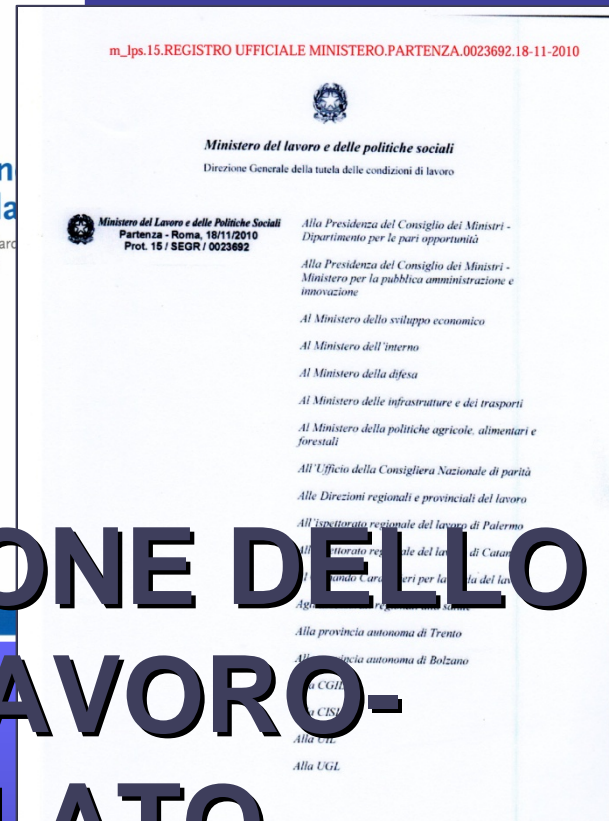 m_lps.15.REGISTRO UFFICIALE MINISTERO.PARTENZA.0023692.18-11-2010
Ministero del lavoro e delle politiche sociali
Direzione Generale della tutela delle condizioni di lavoro
Ministero del Lavoro e delle Politiche Sociali
Partenza - Roma, 18/11/2010
Prot. 15 / SEGR / 0023692
Alla Presidenza del Consiglio dei Ministri -
Dipartimento per le pari opportunità
Alla Presidenza del Consiglio dei Ministri -
Ministero per la pubblica amministrazione e
innovazione
Al Ministero dello sviluppo economico
Al Ministero dell'interno
Al Ministero della difesa
Al Ministero delle infrastrutture e dei trasporti
Al Ministero della politiche agricole, alimentari e
forestali
All'Ufficio della Consigliera Nazionale di parità
Alle Direzioni regionali e provinciali del lavoro
All'ispettorato regionale del lavoro di Palermo
ONE DELLO
Alla provincia autonoma di Trento
autonoma di Bolzano
AVORO-
Alla UIL
Alla UGL
LATO